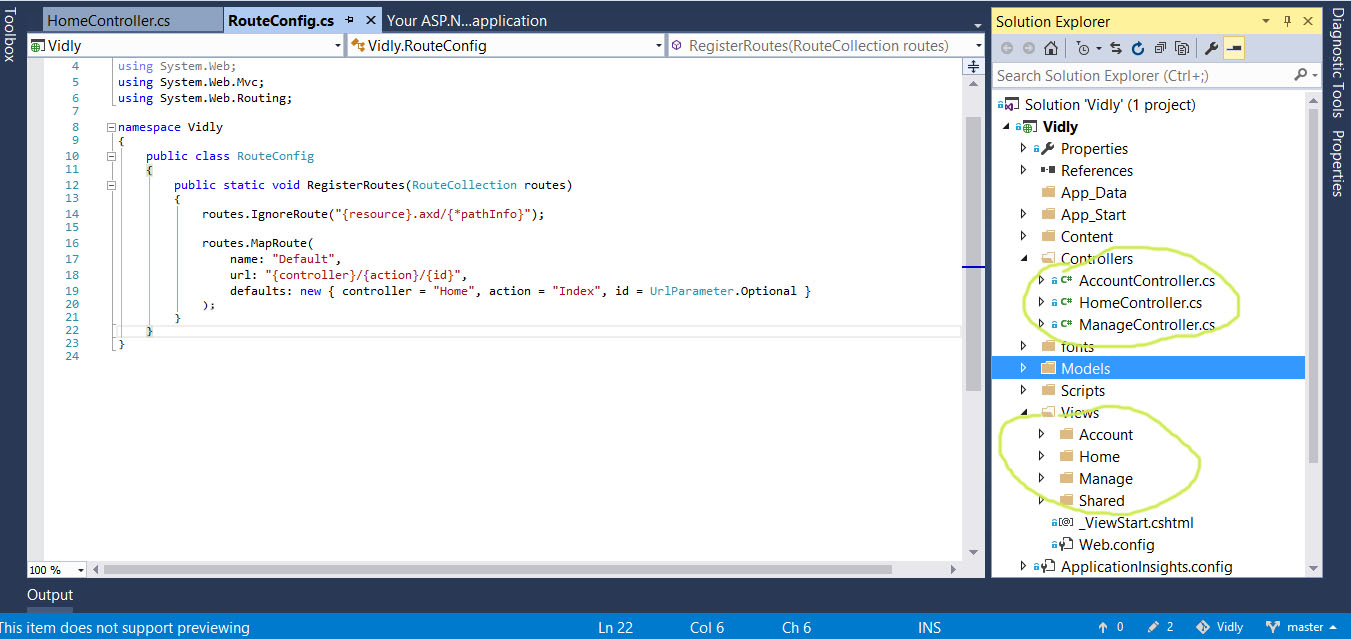 Toolbox
HomeController.cs
RouteConfig.cs
Your ASP.N...application
Vidly
Vidly.RouteConfig
RegisterRoutes(RouteCollection routes)
4 using System.Web;
5 using System.Web.Mvc;
6 using System.Web.Routing;
7
8 namespace Vidly
9 {
10 public class RouteConfig
11 {
12 public static void RegisterRoutes(RouteCollection routes)
13 {
14 routes.IgnoreRoute("{resource}.axd/{*pathInfo}");
15
16 routes.MapRoute(
17 name: "Default",
18 url: "{controller}/{action}/{id}",
19 defaults: new { controller = "Home", action = "Index", id = UrlParameter.Optional }
20 );
21 }
22 }
23 }
24
100 %
Output
Solution Explorer
Search Solution Explorer (Ctrl+;)
Solution 'Vidly' (1 project)
Vidly
Properties
References
App_Data
App_Start
Content
Controllers
C# AccountController.cs
C# HomeController.cs
C# ManageController.cs
fonts
Models
Scripts
Views
Account
Home
Manage
Shared
_ViewStart.cshtml
Web.config
ApplicationInsights.config
Diagnostic Tools
Properties
This item does not support previewing
Ln 22
Col 6
Ch 6
INS
0
2
Vidly
master